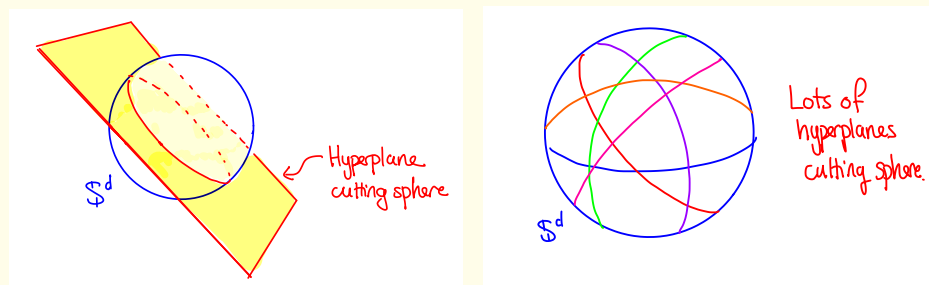 Hyperplane
cutting sphere
$ᵈ
Lots of
hyperplanes
cutting sphere.
$ᵈ